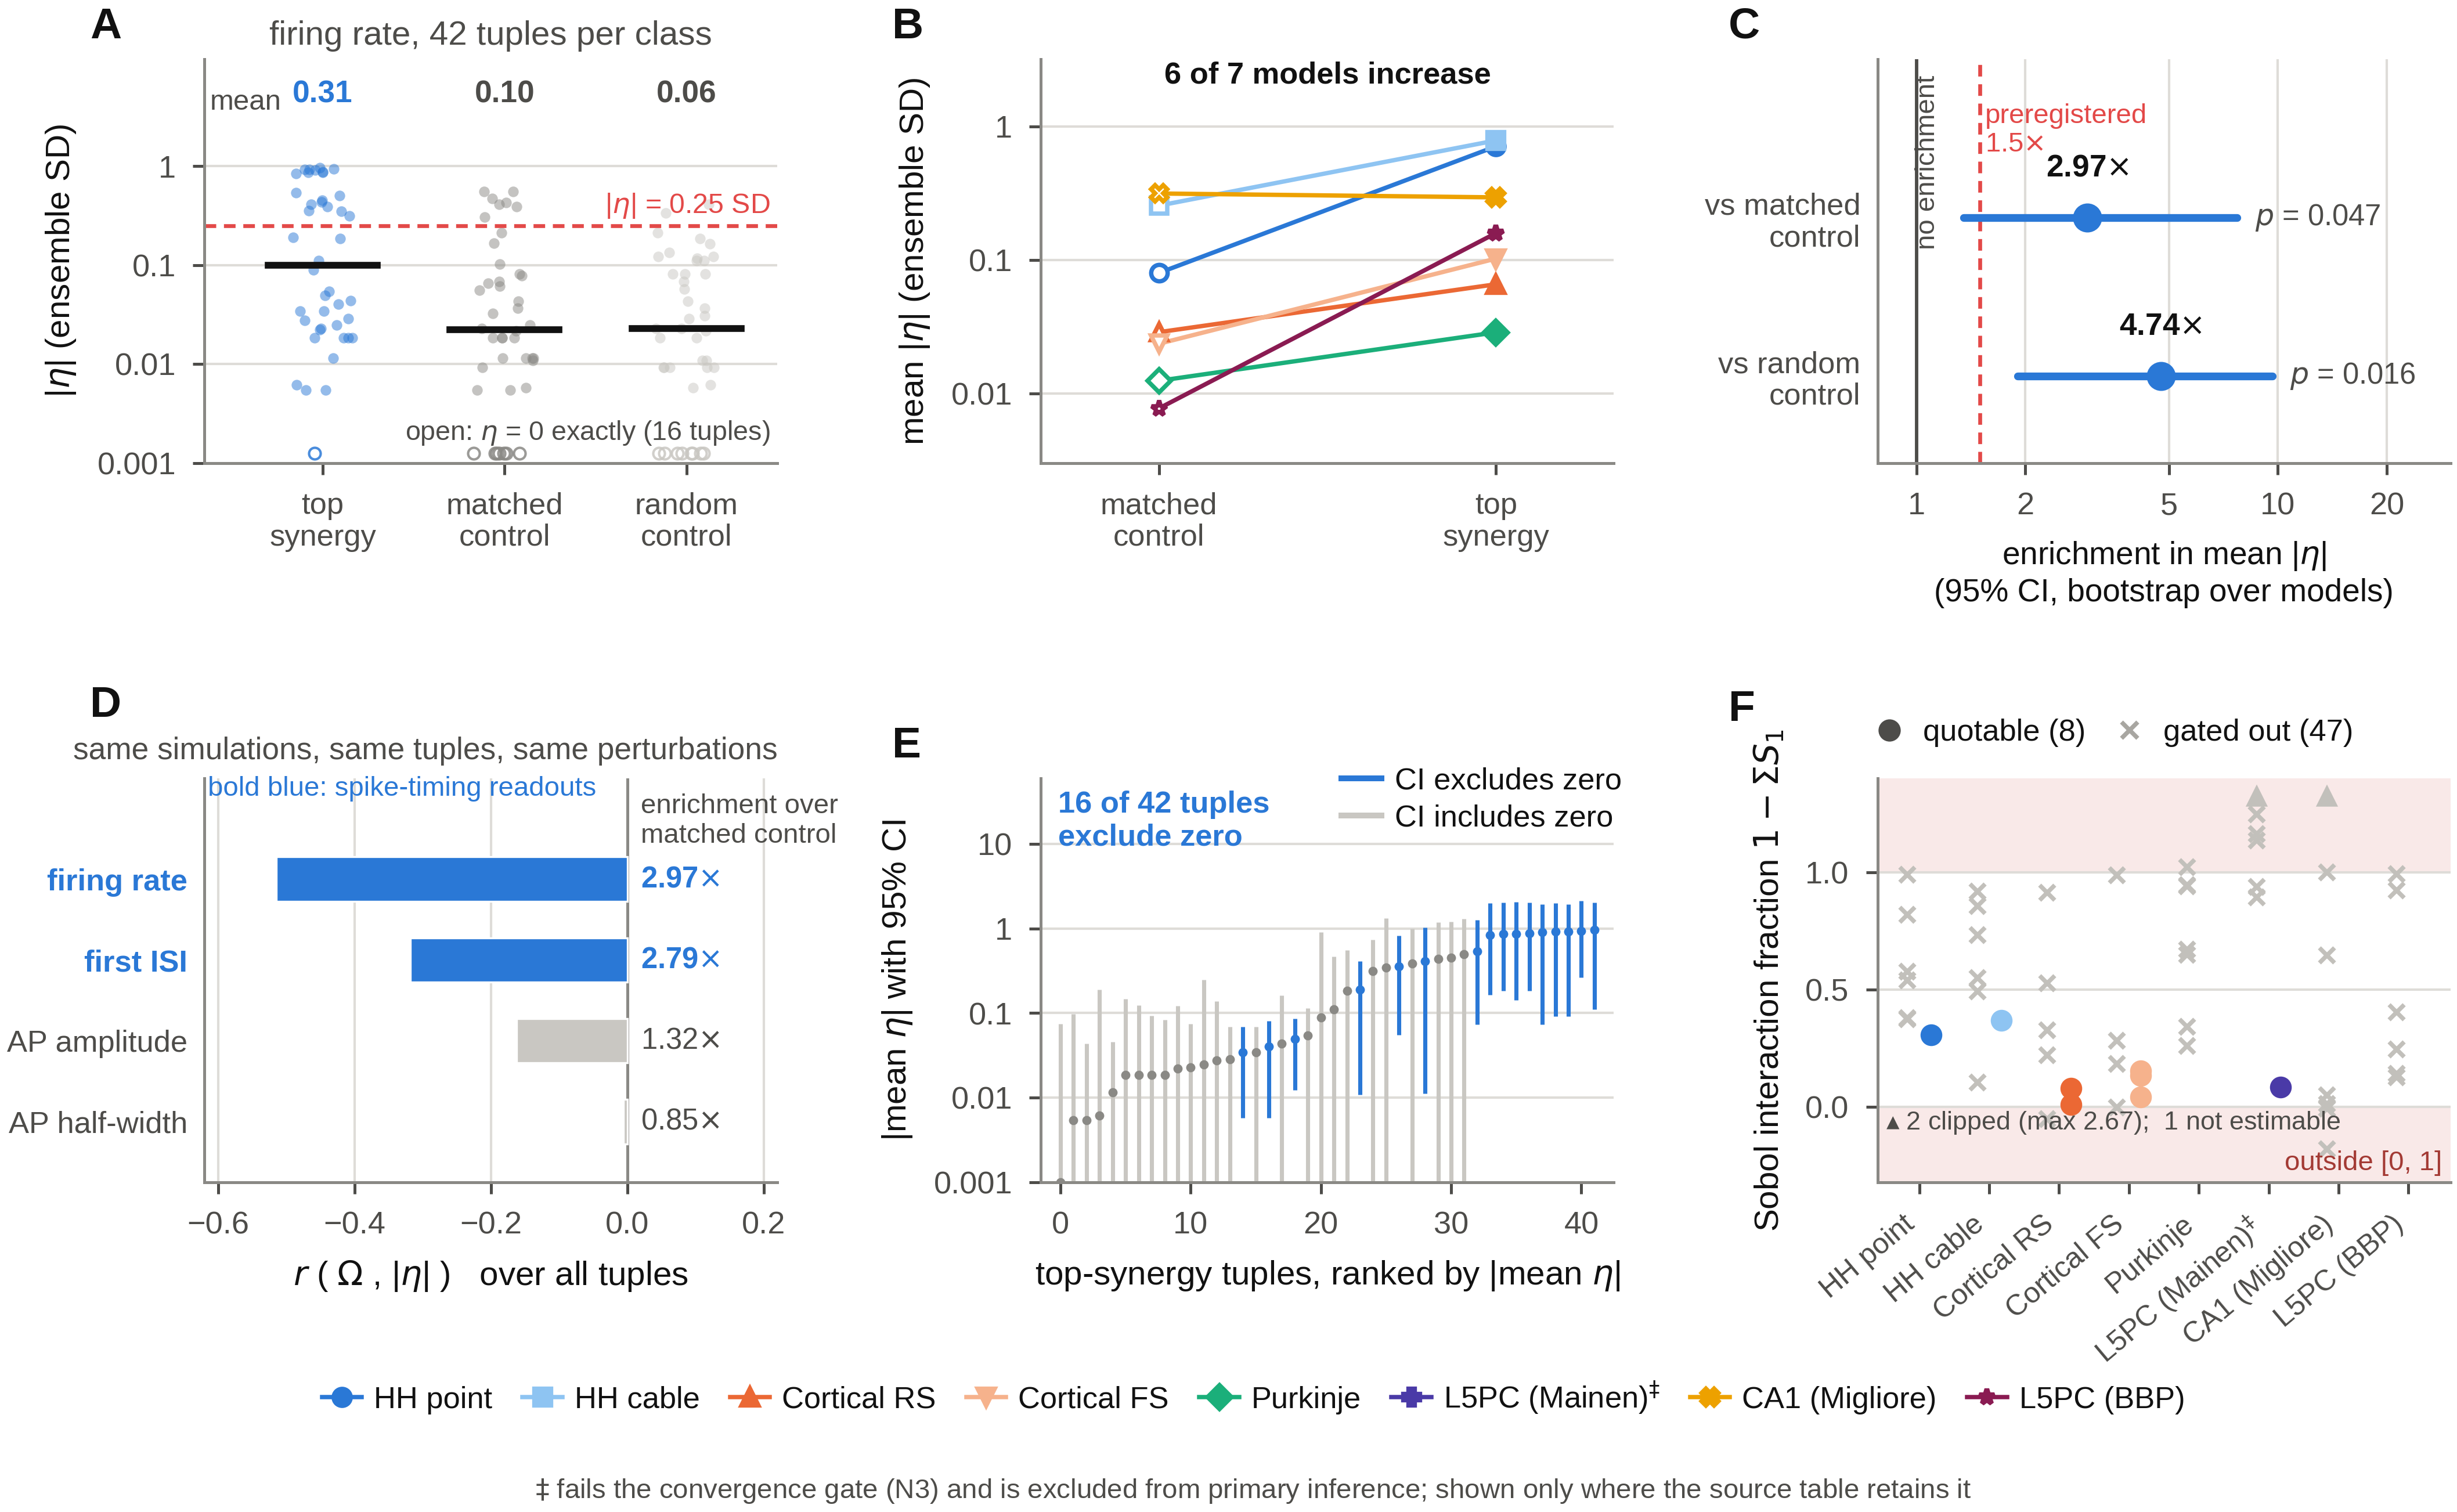 A
firing rate, 42 tuples per class
mean 0.31 0.10 0.06
|η| (ensemble SD)
1
0.1
0.01
0.001
|η| = 0.25 SD
open: η = 0 exactly (16 tuples)
top
synergy
matched
control
random
control
B
6 of 7 models increase
mean |η| (ensemble SD)
1
0.1
0.01
matched
control
top
synergy
C
no enrichment
preregistered
1.5×
2.97×
p = 0.047
4.74×
p = 0.016
vs matched
control
vs random
control
1 2 5 10 20
enrichment in mean |η|
(95% CI, bootstrap over models)
D
same simulations, same tuples, same perturbations
bold blue: spike-timing readouts
enrichment over
matched control
firing rate 2.97×
first ISI 2.79×
AP amplitude 1.32×
AP half-width 0.85×
−0.6 −0.4 −0.2 0.0 0.2
r ( Ω , |η| ) over all tuples
E
CI excludes zero
CI includes zero
16 of 42 tuples
exclude zero
|mean η| with 95% CI
10
1
0.1
0.01
0.001
0 10 20 30 40
top-synergy tuples, ranked by |mean η|
F
quotable (8) gated out (47)
Sobol interaction fraction 1 − ΣS₁
1.0
0.5
0.0
▲2 clipped (max 2.67); 1 not estimable
outside [0, 1]
HH point
HH cable
Cortical RS
Cortical FS
Purkinje
L5PC (Mainen)‡
CA1 (Migliore)
L5PC (BBP)
HH point HH cable Cortical RS Cortical FS Purkinje L5PC (Mainen)‡ CA1 (Migliore) L5PC (BBP)
‡ fails the convergence gate (N3) and is excluded from primary inference; shown only where the source table retains it